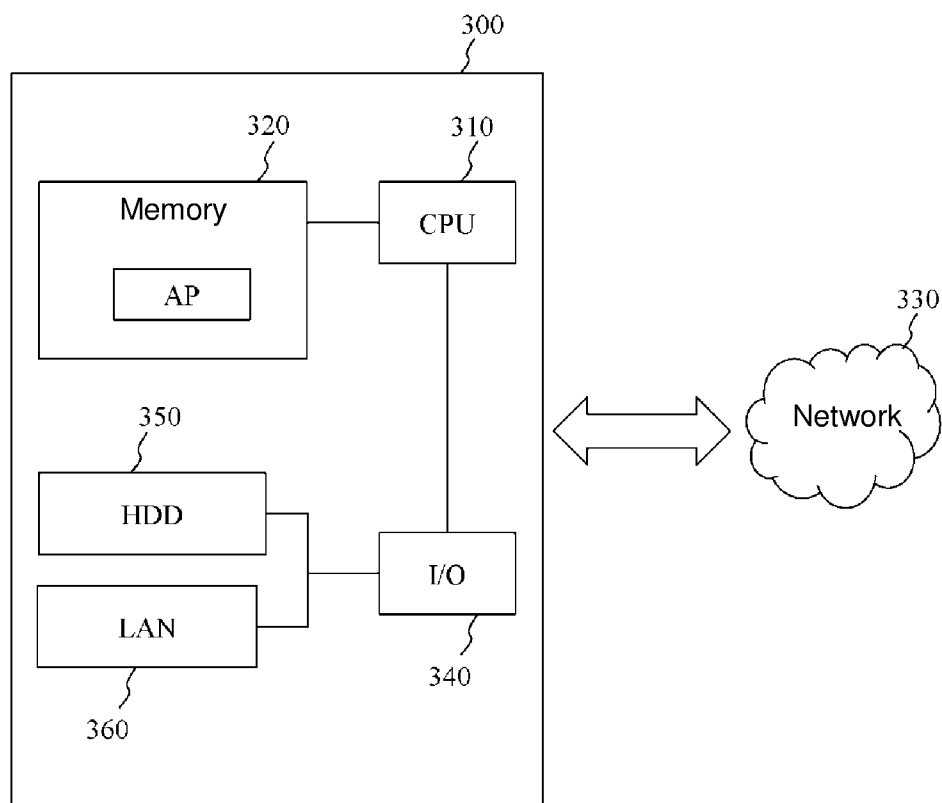 300
320
310
Memory
CPU
AP
330
Network
350
HDD
I/O
LAN
340
360